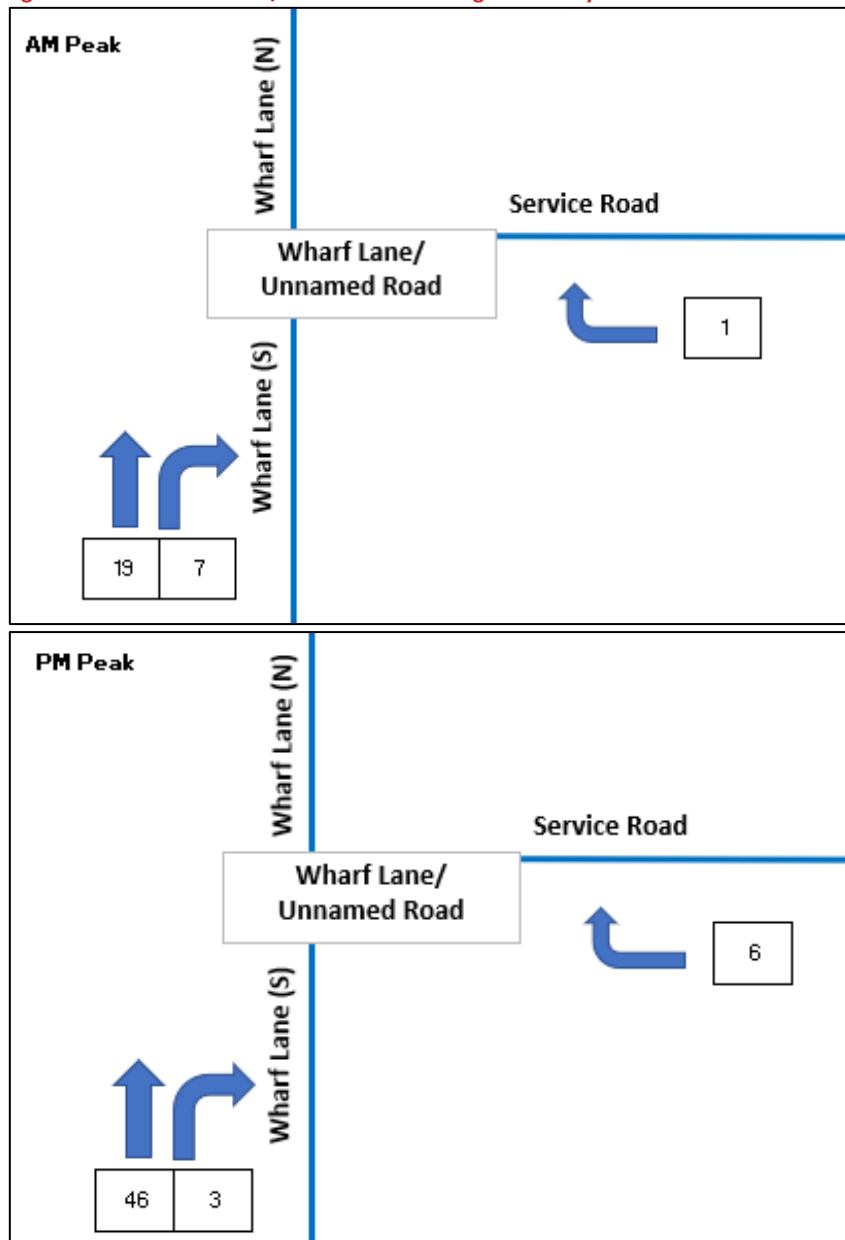 AM Peak
Wharf Lane (N)
Service Road
Wharf Lane/
Unnamed Road
1
Wharf Lane (S)
19 7
PM Peak
Wharf Lane (N)
Service Road
Wharf Lane/
Unnamed Road
6
Wharf Lane (S)
46 3